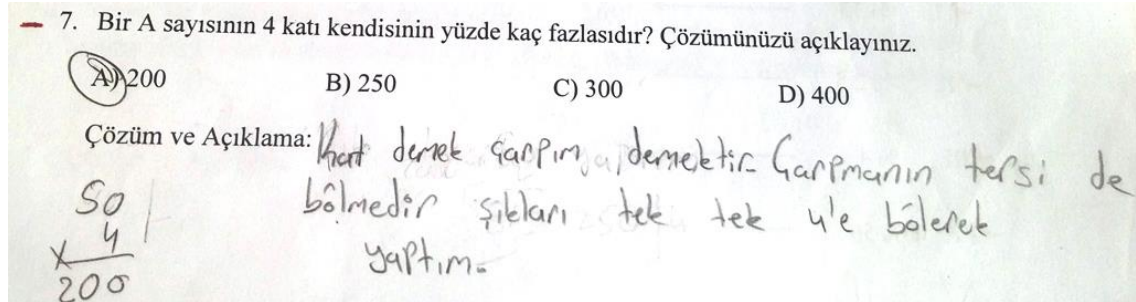 7. Bir A sayısının 4 katı kendisinin yüzde kaç fazlasıdır? Çözümünüzü açıklayınız.
A) 200 B) 250 C) 300 D) 400
Çözüm ve Açıklama: Kat demek çarpım demektir. Çarpmanın tersi de
bölmedir şıkları tek tek 4'e bölerek
yaptım.
50
x 4
200